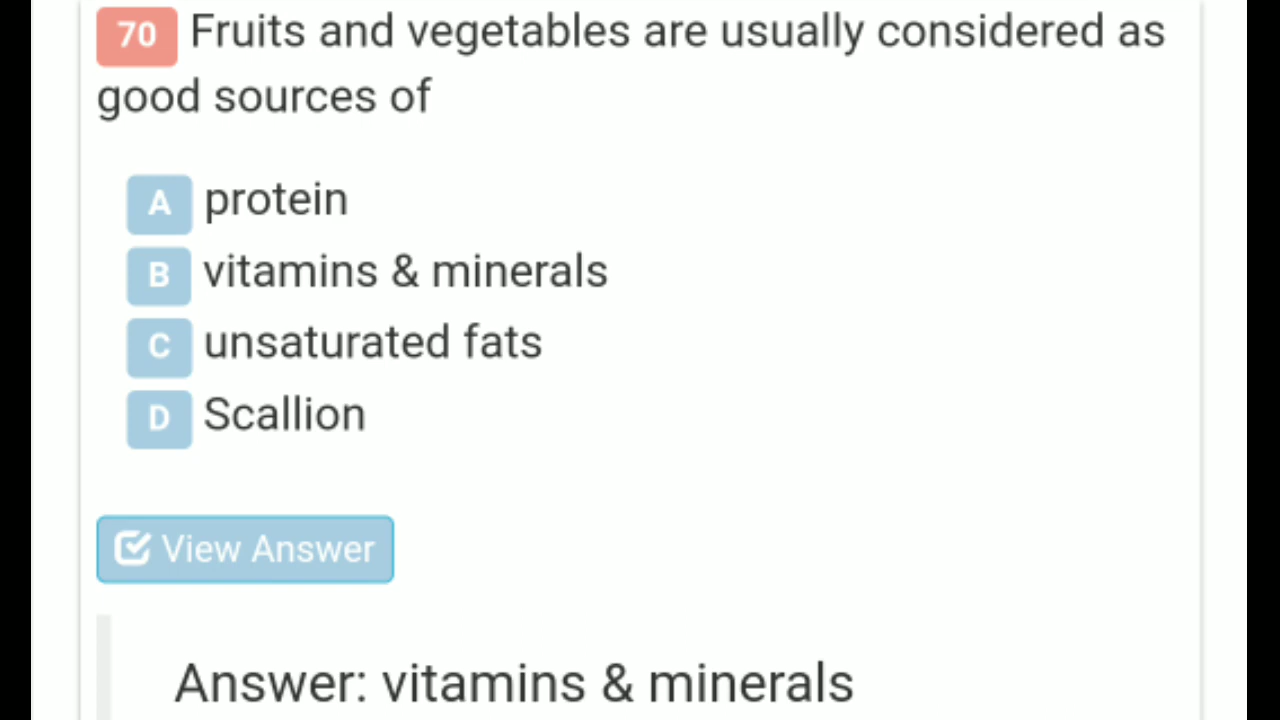 70 Fruits and vegetables are usually considered as
good sources of
A protein
B vitamins & minerals
C unsaturated fats
D Scallion
View Answer
Answer: vitamins & minerals